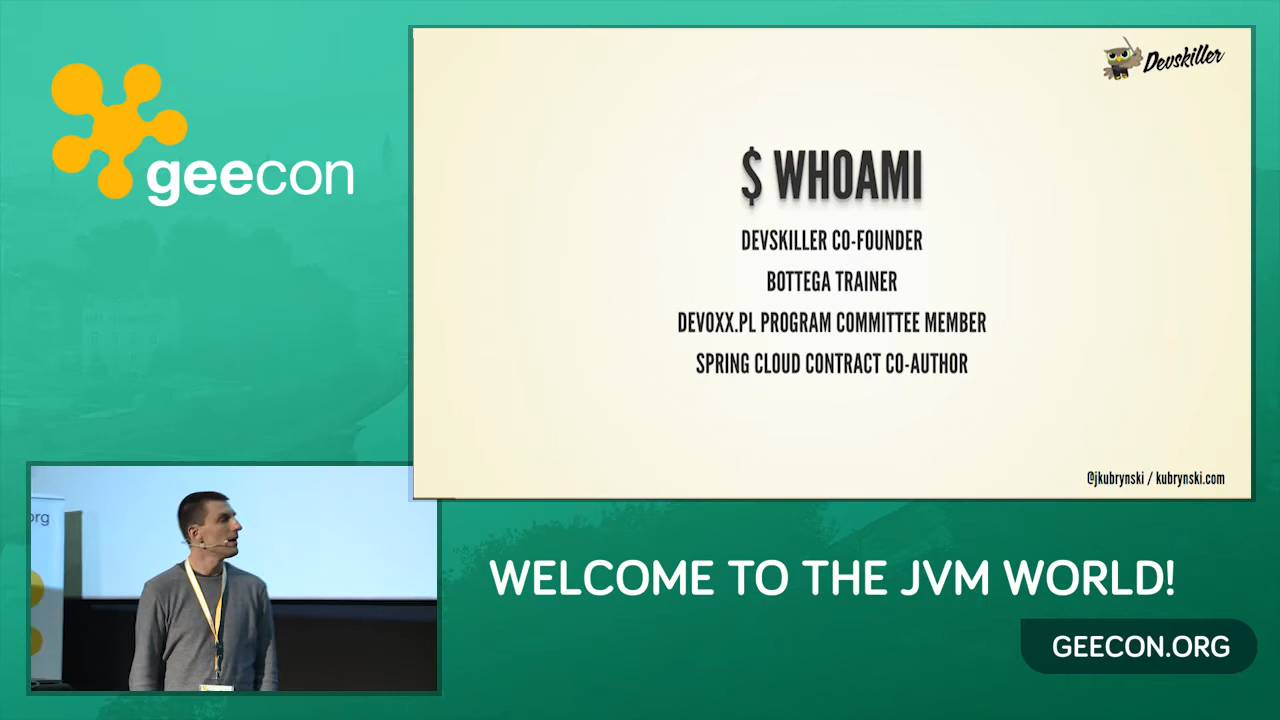 geecon
Devskiller
$ WHOAMI
DEVSKILLER CO-FOUNDER
BOTTEGA TRAINER
DEVOXX.PL PROGRAM COMMITTEE MEMBER
SPRING CLOUD CONTRACT CO-AUTHOR
@jkubrynski / kubrynski.com
org
WELCOME TO THE JVM WORLD!
GEECON.ORG